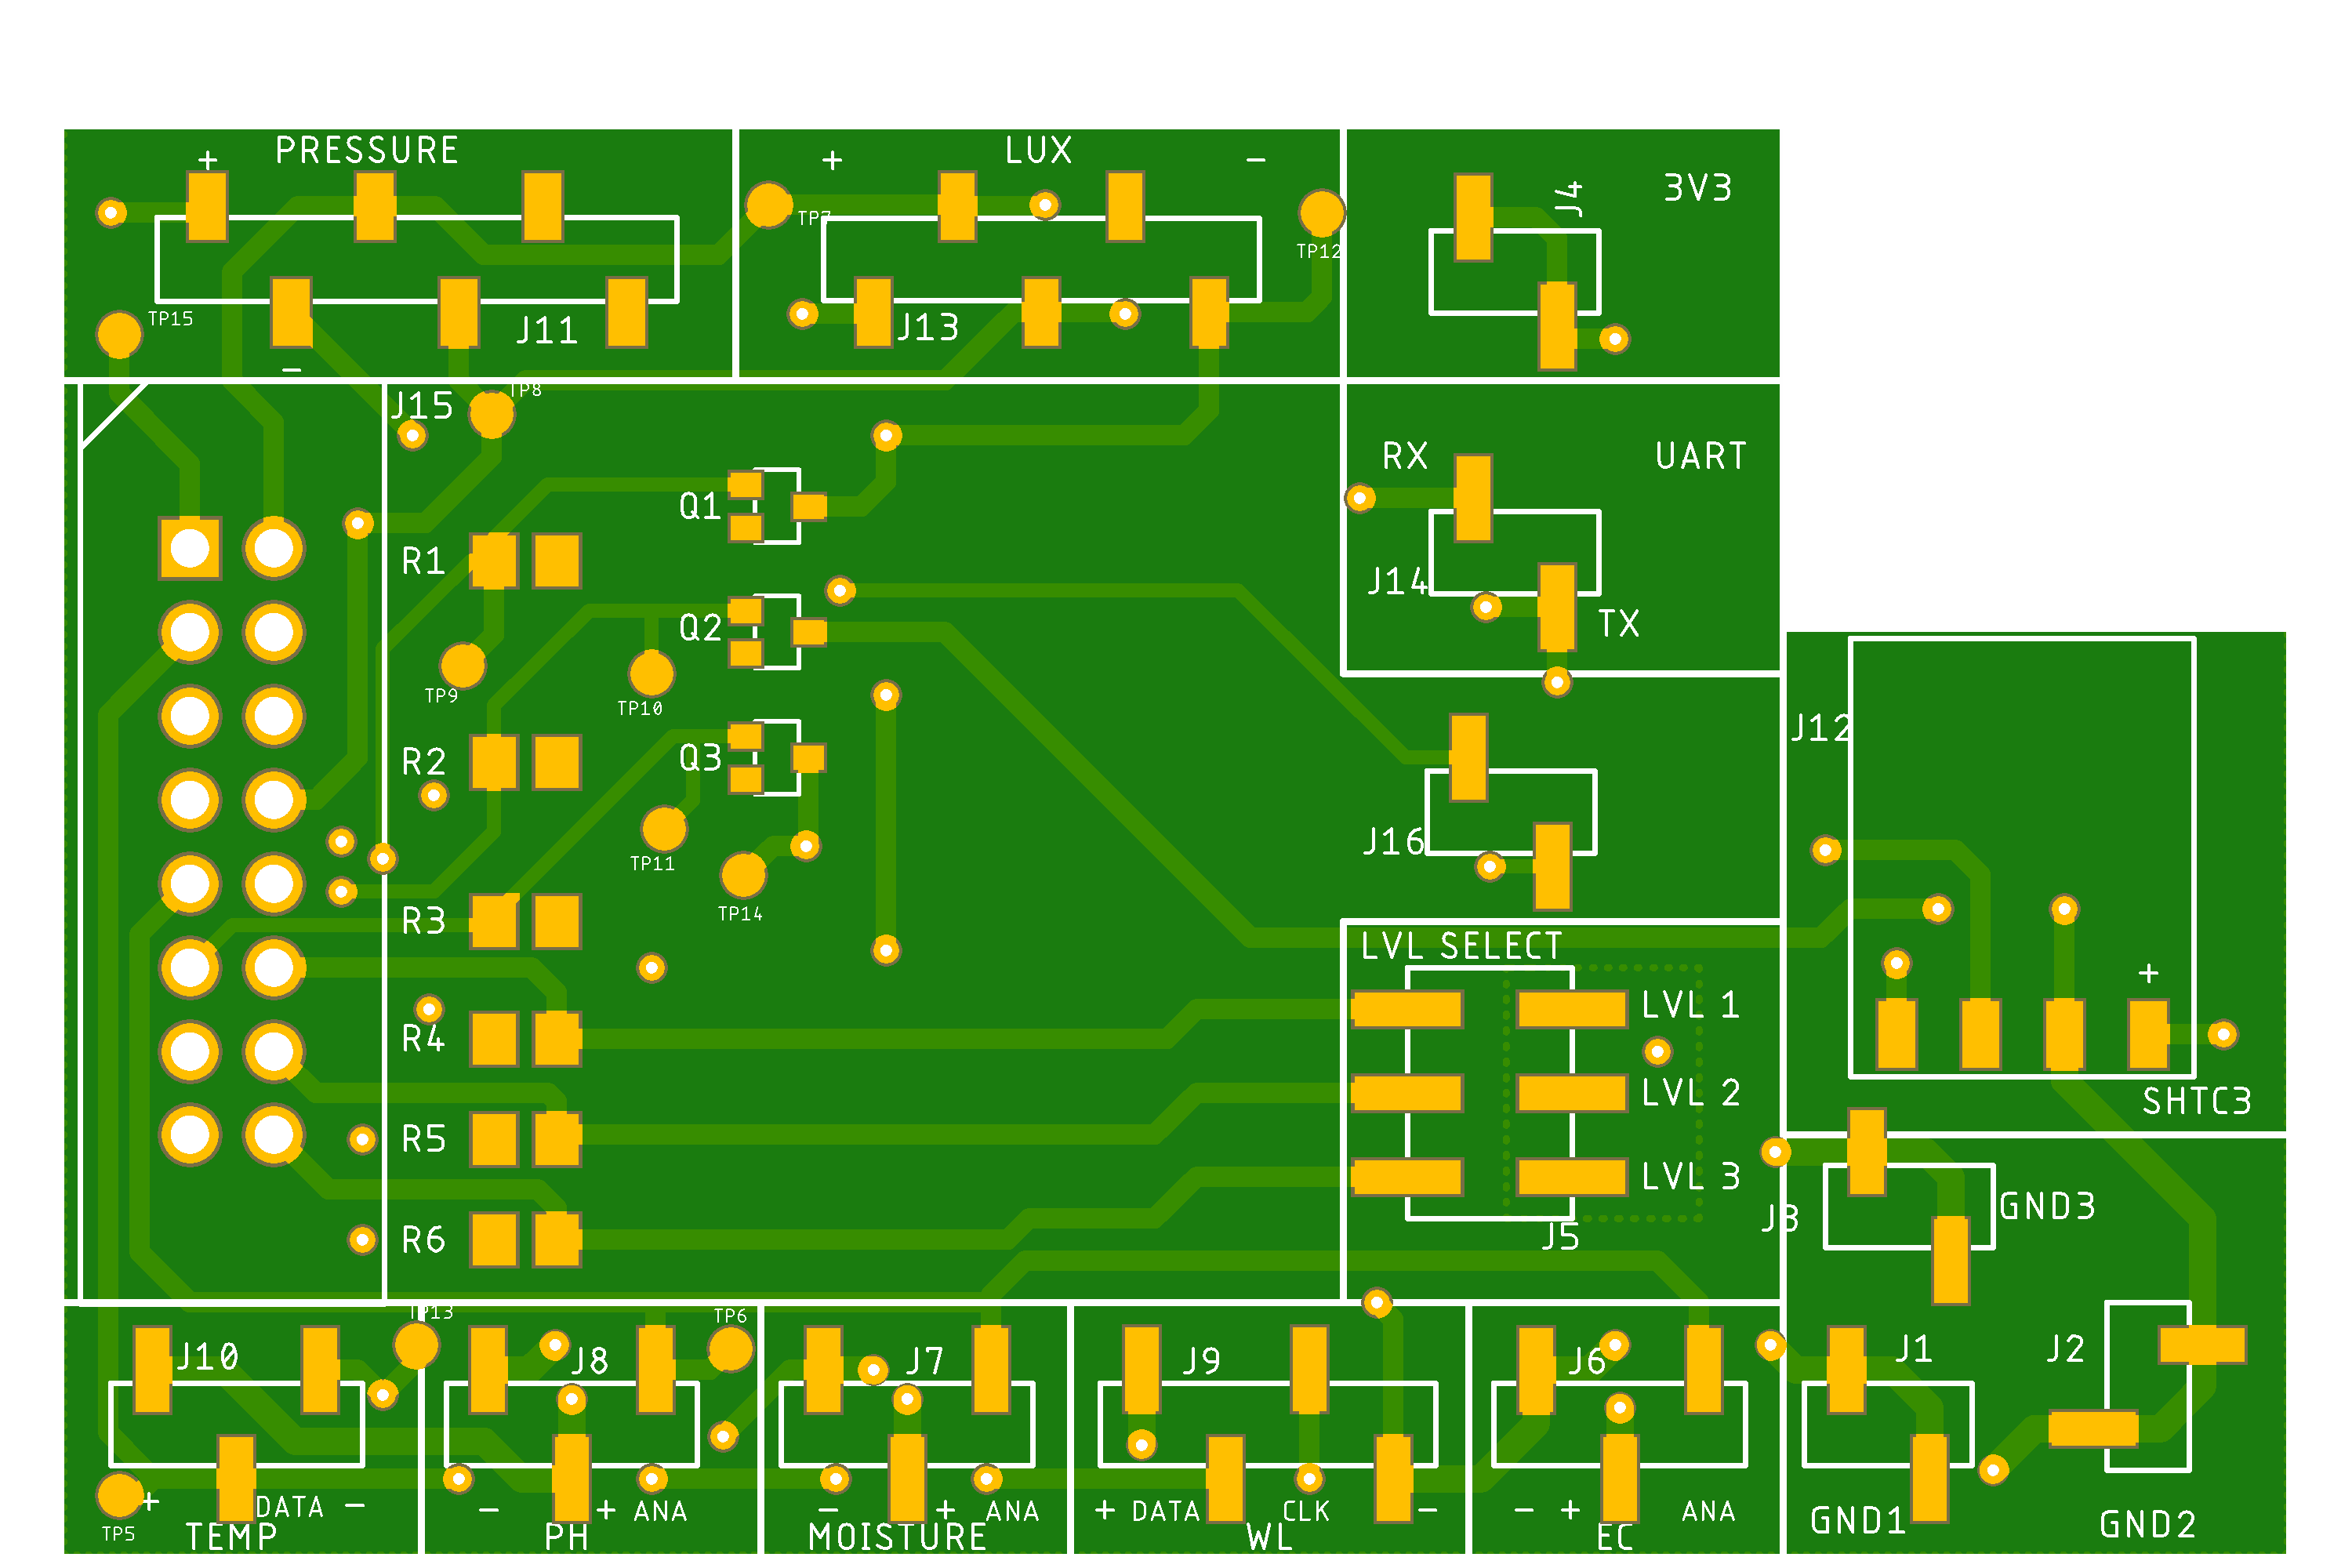 PRESSURE
+
LUX
+
-
3V3
J4
TP7
TP12
TP15
J11
J13
-
J15
TP8
RX
UART
Q1
R1
J14
TX
Q2
TP9
TP10
J12
R2
Q3
J16
TP11
TP14
R3
LVL SELECT
+
LVL 1
R4
LVL 2
SHTC3
R5
LVL 3
GND3
J3
R6
J5
TP13
TP6
J10
J8
J7
J9
J6
J1
J2
+
DATA
-
-
+
ANA
-
+
ANA
+
DATA
CLK
-
-
+
ANA
GND1
GND2
TP5
TEMP
PH
MOISTURE
WL
EC